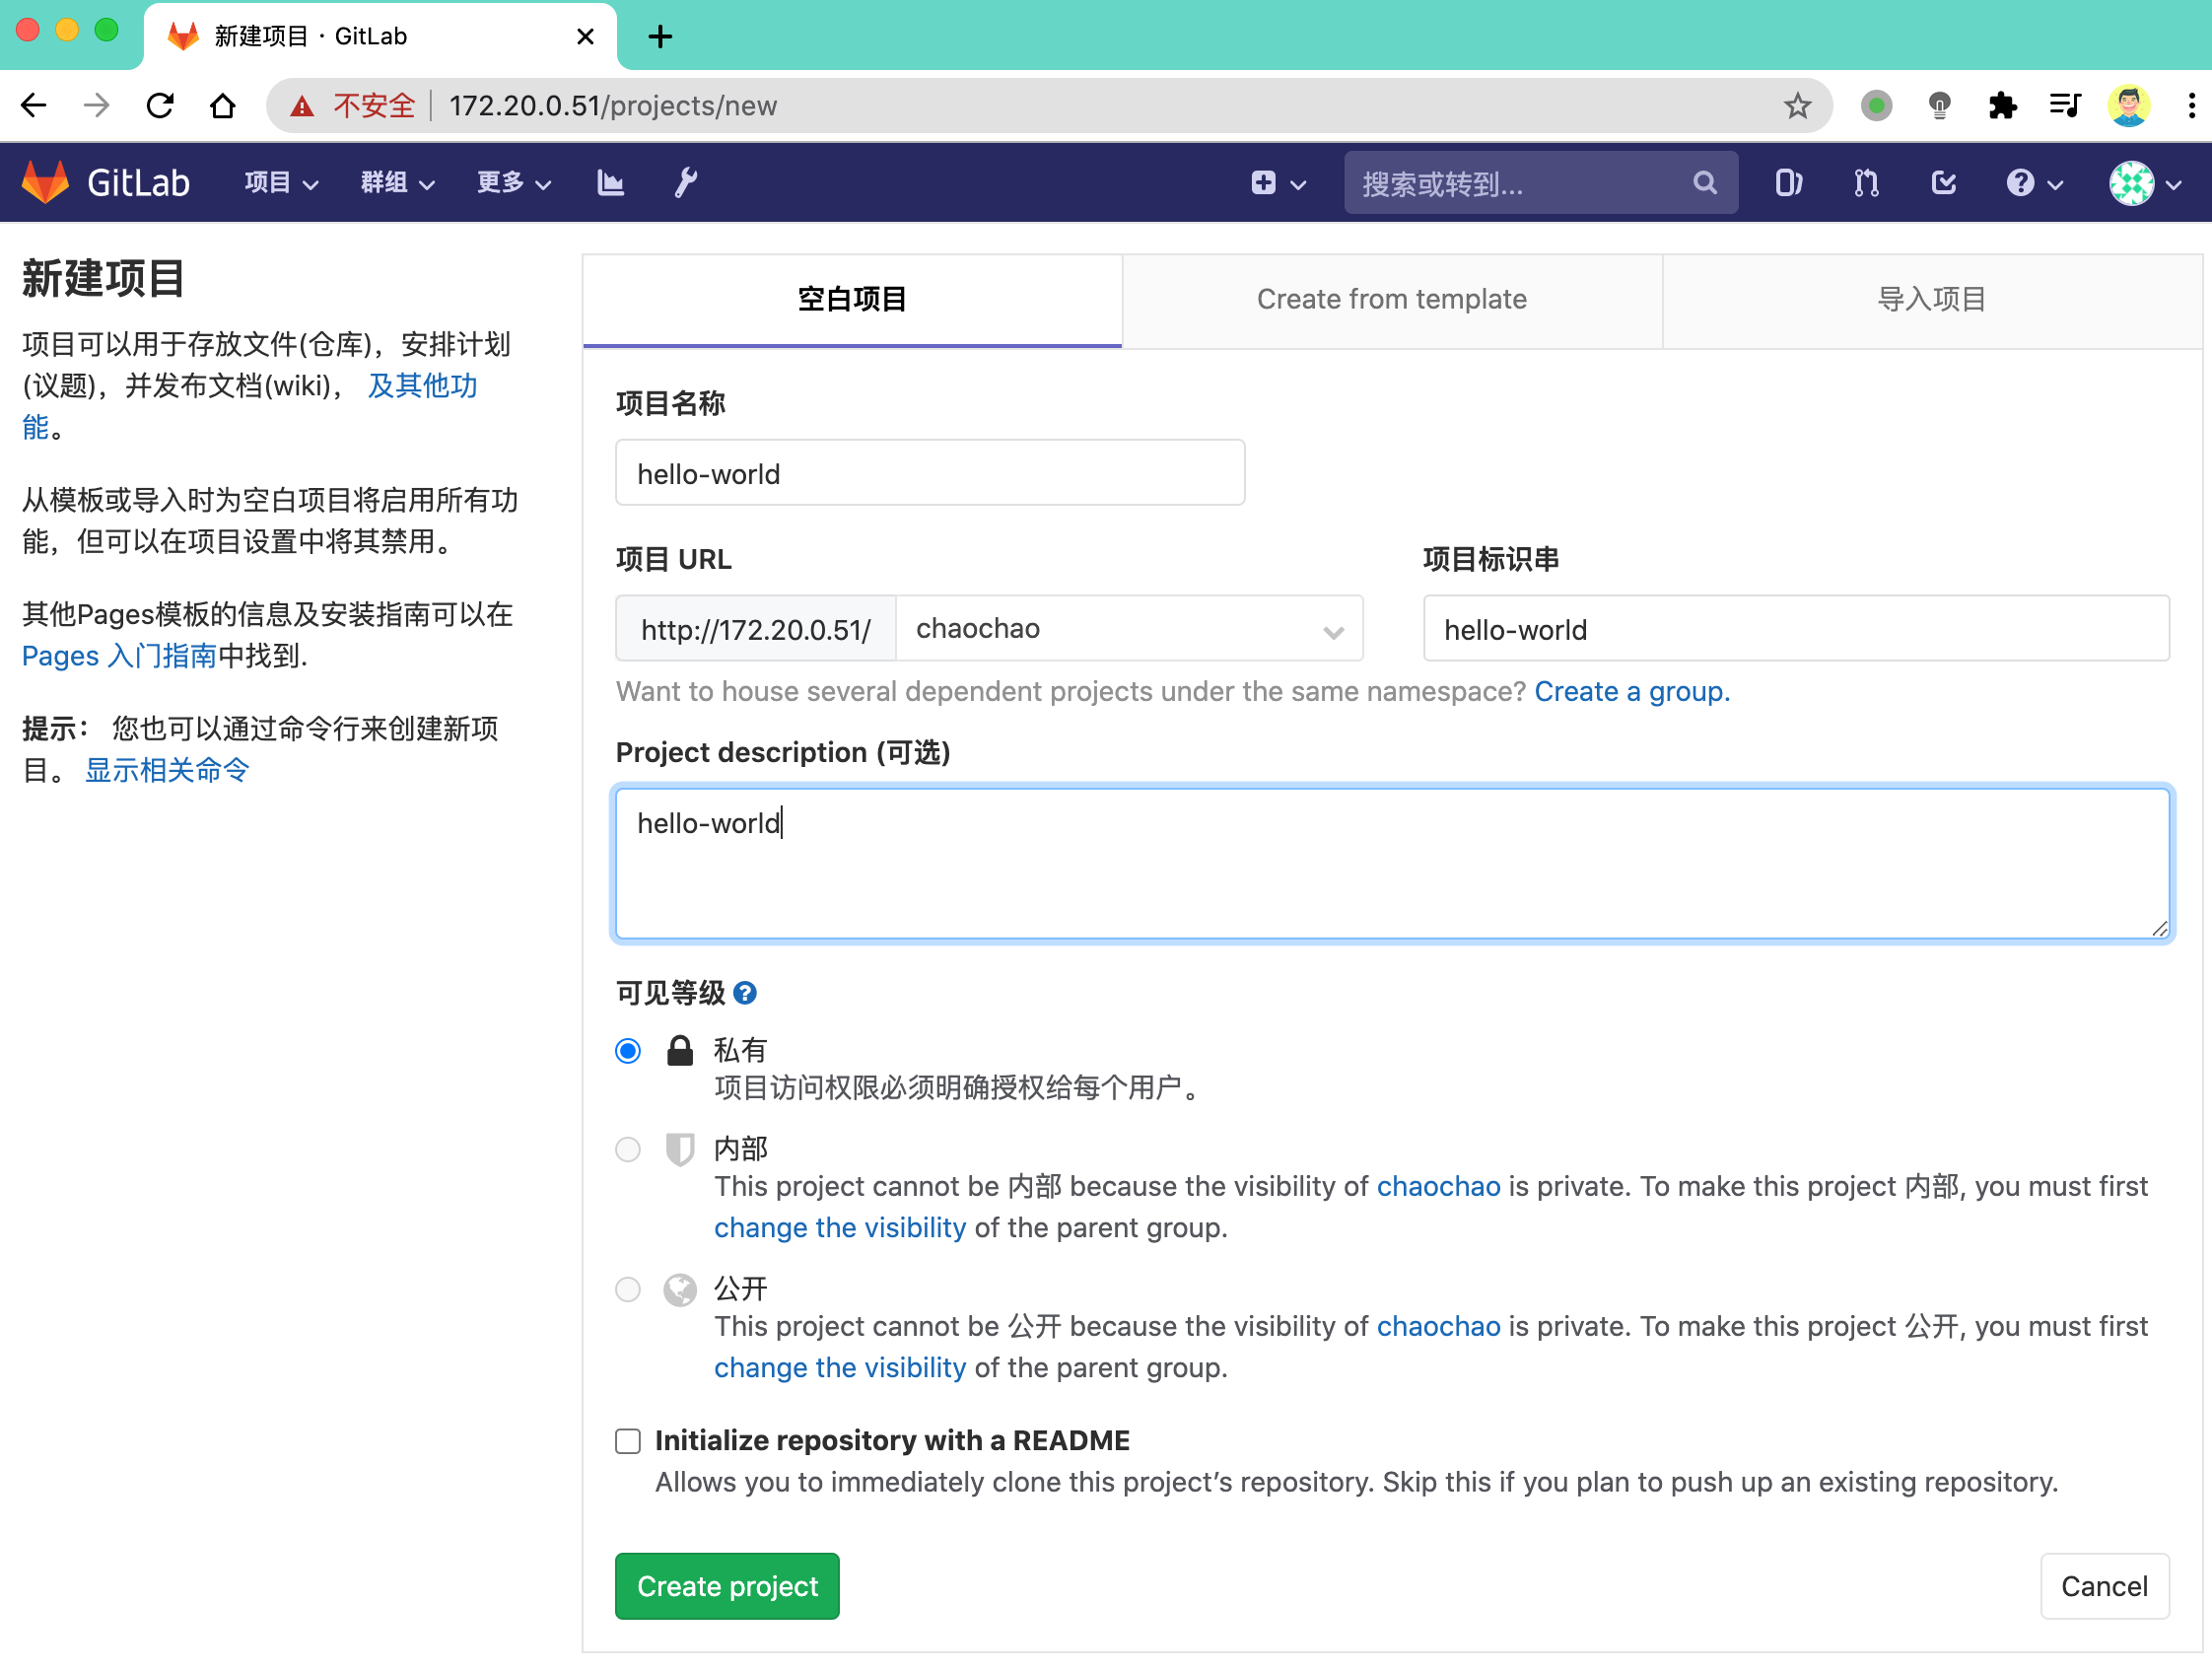 新建项目 · GitLab
不安全 172.20.0.51/projects/new
GitLab 项目 群组 更多 搜索或转到...
新建项目
项目可以用于存放文件(仓库)，安排计划
(议题)，并发布文档(wiki)， 及其他功
能。
从模板或导入时为空白项目将启用所有功
能，但可以在项目设置中将其禁用。
其他Pages模板的信息及安装指南可以在
Pages 入门指南中找到.
提示： 您也可以通过命令行来创建新项
目。 显示相关命令
空白项目 Create from template 导入项目
项目名称
hello-world
项目 URL 项目标识串
http://172.20.0.51/ chaochao hello-world
Want to house several dependent projects under the same namespace? Create a group.
Project description (可选)
hello-world
可见等级
私有
项目访问权限必须明确授权给每个用户。
内部
This project cannot be 内部 because the visibility of chaochao is private. To make this project 内部, you must first
change the visibility of the parent group.
公开
This project cannot be 公开 because the visibility of chaochao is private. To make this project 公开, you must first
change the visibility of the parent group.
Initialize repository with a README
Allows you to immediately clone this project’s repository. Skip this if you plan to push up an existing repository.
Create project Cancel